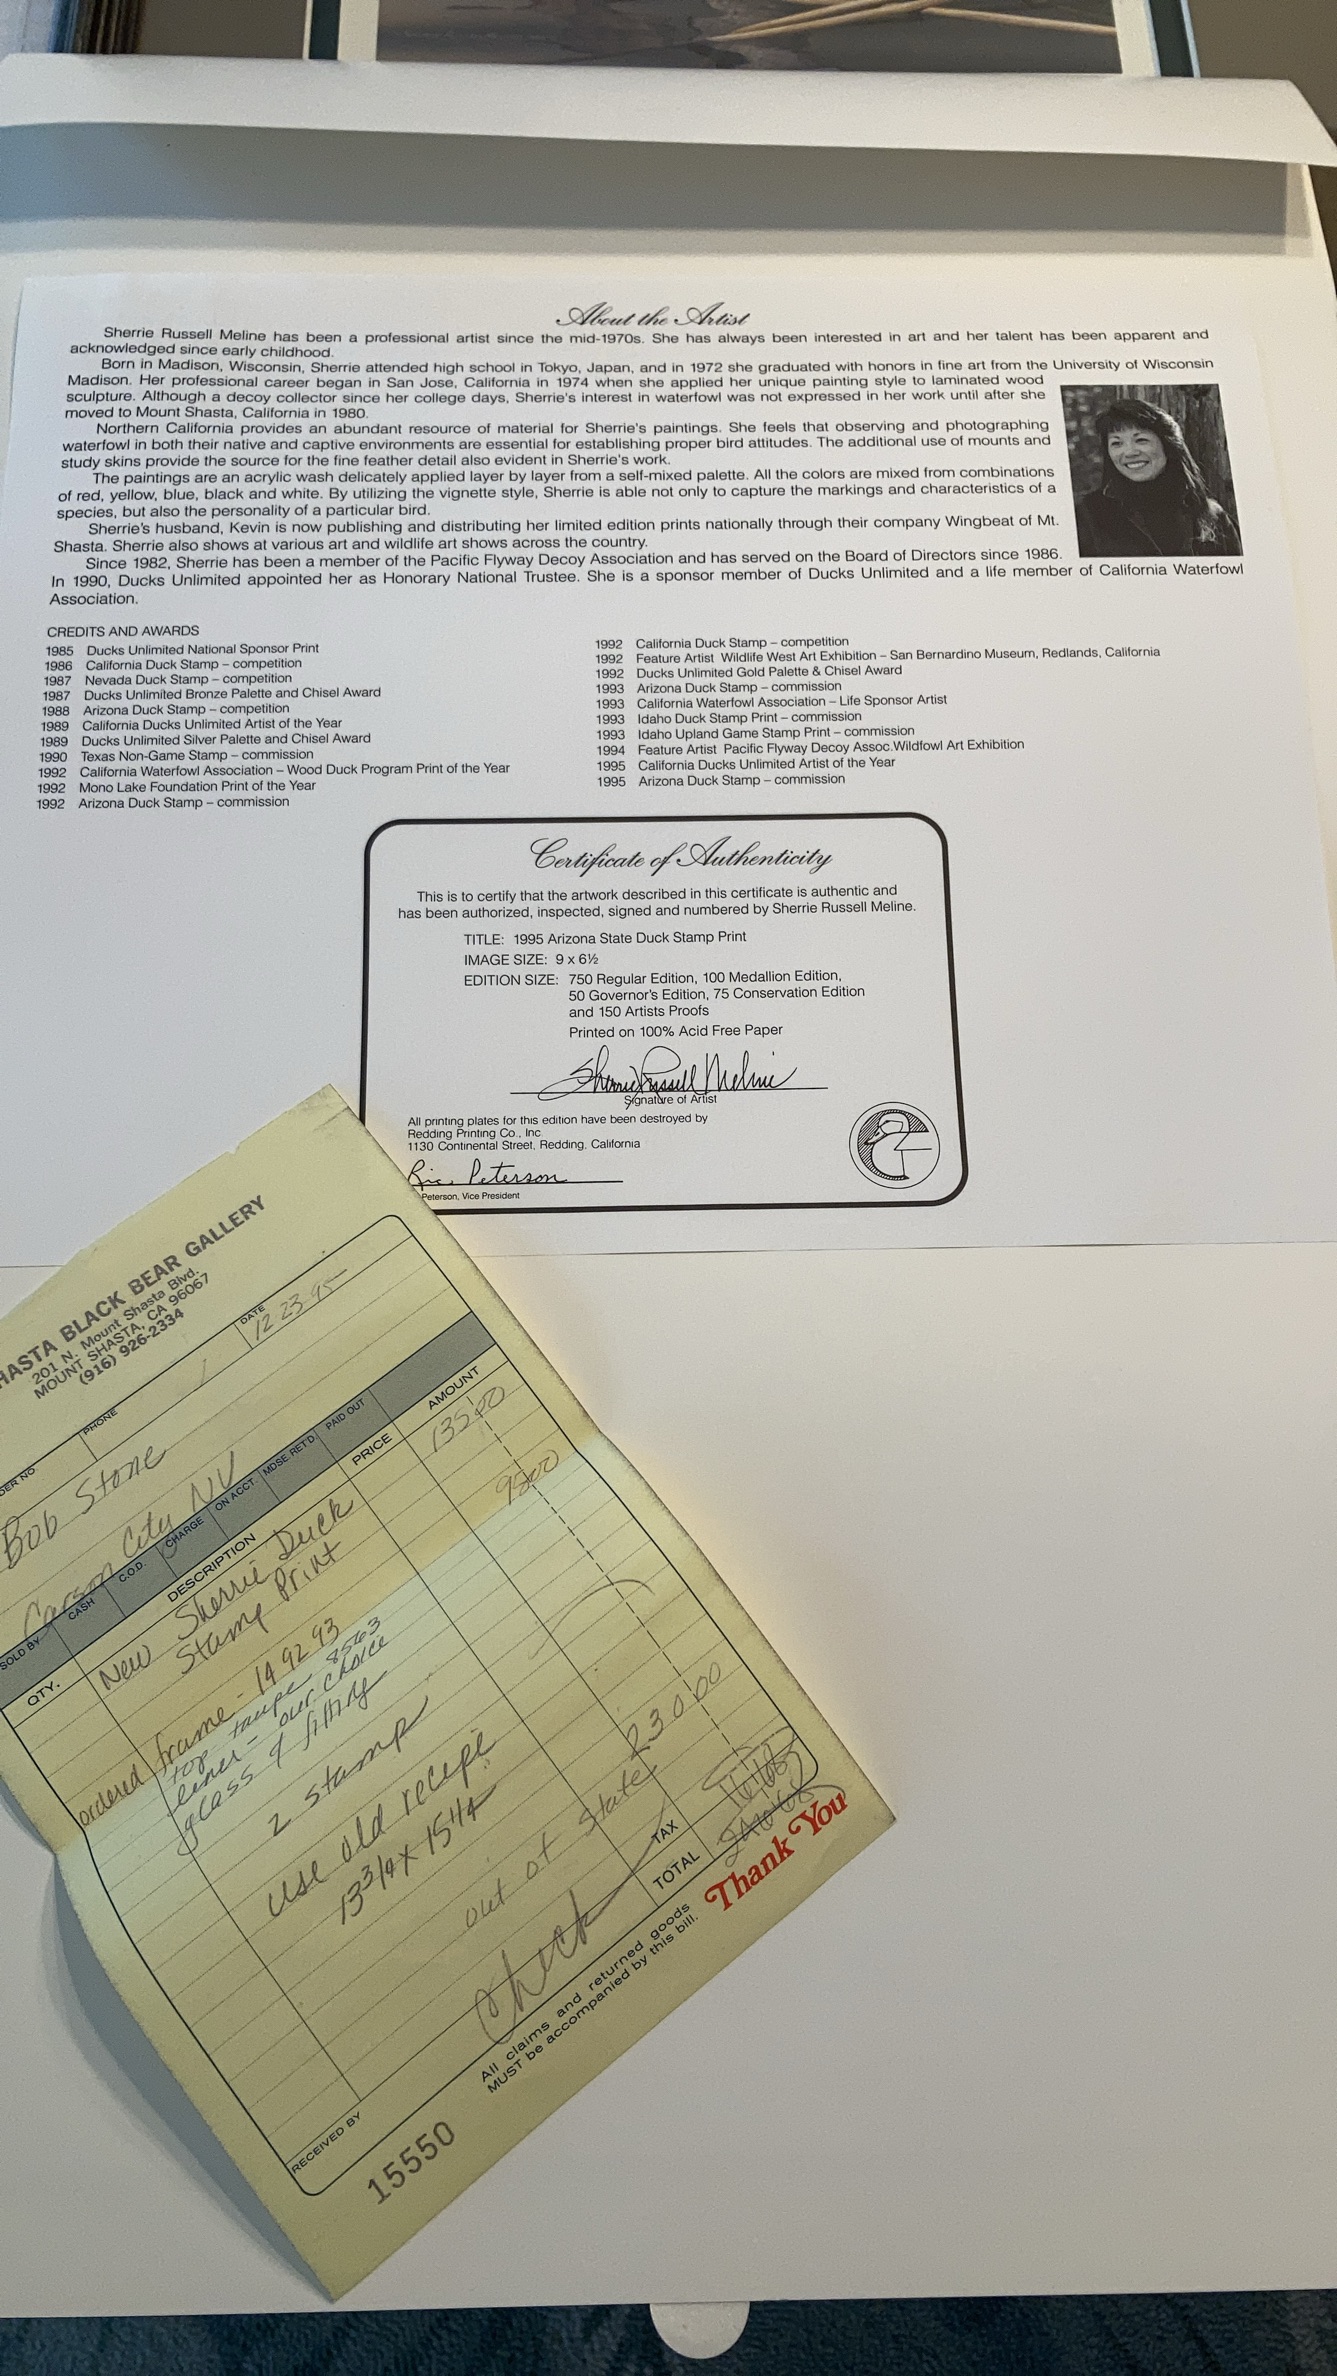 About the Artist
Sherrie Russell Meline has been a professional artist since the mid-1970s. She has always been interested in art and her talent has been apparent and
acknowledged since early childhood.
Born in Madison, Wisconsin, Sherrie attended high school in Tokyo, Japan, and in 1972 she graduated with honors in fine art from the University of Wisconsin
Madison. Her professional career began in San Jose, California in 1974 when she applied her unique painting style to laminated wood
sculpture. Although a decoy collector since her college days, Sherrie's interest in waterfowl was not expressed in her work until after she
moved to Mount Shasta, California in 1980.
Northern California provides an abundant resource of material for Sherrie's paintings. She feels that observing and photographing
waterfowl in both their native and captive environments are essential for establishing proper bird attitudes. The additional use of mounts and
study skins provide the source for the fine feather detail also evident in Sherrie's work.
The paintings are an acrylic wash delicately applied layer by layer from a self-mixed palette. All the colors are mixed from combinations
of red, yellow, blue, black and white. By utilizing the vignette style, Sherrie is able not only to capture the markings and characteristics of a
species, but also the personality of a particular bird.
Sherrie's husband, Kevin is now publishing and distributing her limited edition prints nationally through their company Wingbeat of Mt.
Shasta. Sherrie also shows at various art and wildlife art shows across the country.
Since 1982, Sherrie has been a member of the Pacific Flyway Decoy Association and has served on the Board of Directors since 1986.
In 1990, Ducks Unlimited appointed her as Honorary National Trustee. She is a sponsor member of Ducks Unlimited and a life member of California Waterfowl
Association.
CREDITS AND AWARDS
1985 Ducks Unlimited National Sponsor Print
1986 California Duck Stamp – competition
1987 Nevada Duck Stamp – competition
1987 Ducks Unlimited Bronze Palette and Chisel Award
1988 Arizona Duck Stamp – competition
1989 California Ducks Unlimited Artist of the Year
1989 Ducks Unlimited Silver Palette and Chisel Award
1990 Texas Non-Game Stamp – commission
1992 California Waterfowl Association – Wood Duck Program Print of the Year
1992 Mono Lake Foundation Print of the Year
1992 Arizona Duck Stamp – commission
1992 California Duck Stamp – competition
1992 Feature Artist Wildlife West Art Exhibition – San Bernardino Museum, Redlands, California
1992 Ducks Unlimited Gold Palette & Chisel Award
1993 Arizona Duck Stamp – commission
1993 California Waterfowl Association – Life Sponsor Artist
1993 Idaho Duck Stamp Print – commission
1993 Idaho Upland Game Stamp Print – commission
1994 Feature Artist Pacific Flyway Decoy Assoc.Wildfowl Art Exhibition
1995 California Ducks Unlimited Artist of the Year
1995 Arizona Duck Stamp – commission
Certificate of Authenticity
This is to certify that the artwork described in this certificate is authentic and
has been authorized, inspected, signed and numbered by Sherrie Russell Meline.
TITLE: 1995 Arizona State Duck Stamp Print
IMAGE SIZE: 9 x 6½
EDITION SIZE: 750 Regular Edition, 100 Medallion Edition,
50 Governor's Edition, 75 Conservation Edition
and 150 Artists Proofs
Printed on 100% Acid Free Paper
Sherrie Russell Meline
Signature of Artist
All printing plates for this edition have been destroyed by
Redding Printing Co., Inc.
1130 Continental Street, Redding, California
Ric Peterson
Peterson, Vice President
HASTA BLACK BEAR GALLERY
201 N. Mount Shasta Blvd.
MOUNT SHASTA, CA 96067
(916) 926-2334
DER NO
PHONE
DATE
12 23 95
Bob Stone
Carson City NV
SOLD BY CASH C.O.D. CHARGE ON ACCT. MDSE RET'D. PAID OUT
QTY. DESCRIPTION PRICE AMOUNT
New Sherrie Duck 135 00
Stamp Print
ordered frame - 14 92 93 95 00
top taupe 8563
liner - our choice
glass & fitting
2 stamp
use old recepe
13 3/4 x 15 1/4
230 00
out of State
TAX
Check
TOTAL
All claims and returned goods
MUST be accompanied by this bill.
Thank You
RECEIVED BY
15550